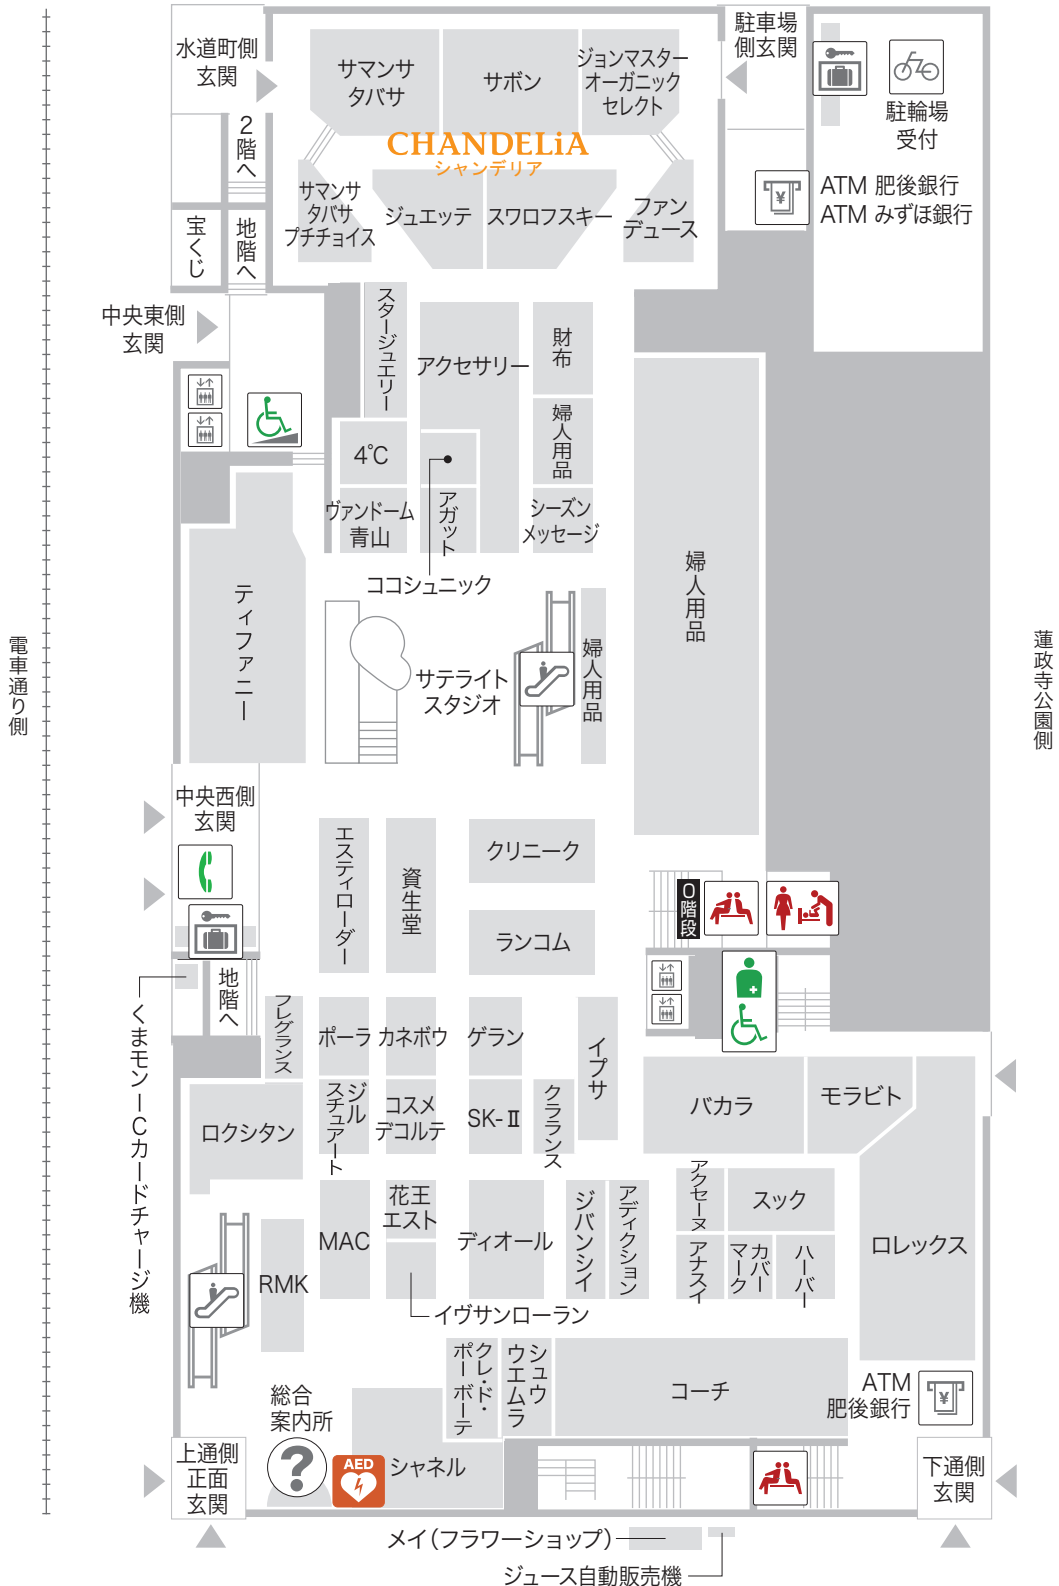 水道町側
玄関
サマンサ
タバサ
サボン
ジョンマスター
オーガニック
セレクト
駐車場
側玄関
駐輪場
受付
2階へ
CHANDELiA
シャンデリア
ATM 肥後銀行
ATM みずほ銀行
宝くじ
地階へ
サマンサ
タバサ
プチチョイス
ジュエッテ
スワロフスキー
ファン
デュース
中央東側
玄関
スタージュエリー
アクセサリー
財布
婦人用品
4℃
ヴァンドーム
青山
アガット
シーズン
メッセージ
ココシュニック
ティファニー
婦人用品
婦人用品
サテライト
スタジオ
電車通り側
蓮政寺公園側
中央西側
玄関
エスティローダー
資生堂
クリニーク
ランコム
0階段
地階へ
くまモンICカードチャージ機
フレグランス
ポーラ
カネボウ
ゲラン
イプサ
ロクシタン
ジル
スチュアート
コスメ
デコルテ
SK-Ⅱ
クラランス
バカラ
モラビト
MAC
花王
エスト
ディオール
ジバンシイ
アディクション
アクセーヌ
スック
アナスイ
カバー
マーク
ハーバー
ロレックス
RMK
イヴサンローラン
クレ・ド・
ポー ボーテ
シュウ
ウエムラ
コーチ
ATM
肥後銀行
¥
¥
総合
案内所
?
AED
シャネル
上通側
正面
玄関
下通側
玄関
メイ(フラワーショップ)
ジュース自動販売機